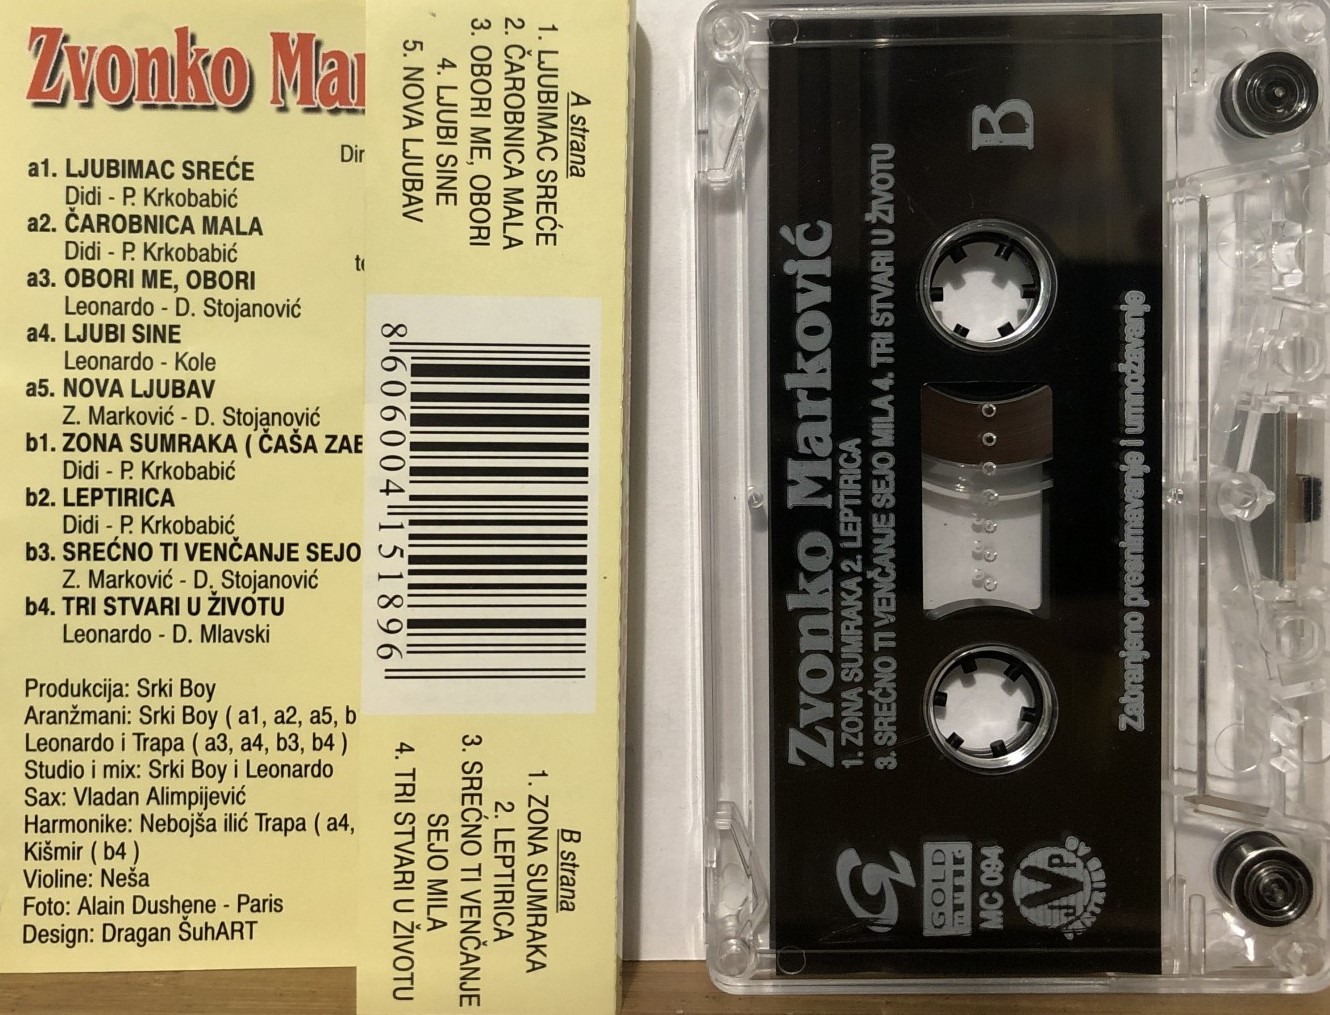 Zvonko Mar
Dir
a1. LJUBIMAC SREĆE
Didi - P. Krkobabić
a2. ČAROBNICA MALA
Didi - P. Krkobabić
a3. OBORI ME, OBORI
Leonardo - D. Stojanović
a4. LJUBI SINE
Leonardo - Kole
a5. NOVA LJUBAV
Z. Marković - D. Stojanović
b1. ZONA SUMRAKA ( ČAŠA ZAB
Didi - P. Krkobabić
b2. LEPTIRICA
Didi - P. Krkobabić
b3. SREĆNO TI VENČANJE SEJO
Z. Marković - D. Stojanović
b4. TRI STVARI U ŽIVOTU
Leonardo - D. Mlavski
Produkcija: Srki Boy
Aranžmani: Srki Boy ( a1, a2, a5, b
Leonardo i Trapa ( a3, a4, b3, b4 )
Studio i mix: Srki Boy i Leonardo
Sax: Vladan Alimpijević
Harmonike: Nebojša ilić Trapa ( a4,
Kišmir ( b4 )
Violine: Neša
Foto: Alain Dushene - Paris
Design: Dragan ŠuhART
A strana
1. LJUBIMAC SREĆE
2. ČAROBNICA MALA
3. OBORI ME, OBORI
4. LJUBI SINE
5. NOVA LJUBAV
8 606004 151896
B strana
1. ZONA SUMRAKA
2. LEPTIRICA
3. SREĆNO TI VENČANJE
SEJO MILA
4. TRI STVARI U ŽIVOTU
B
Zvonko Marković
1. ZONA SUMRAKA 2. LEPTIRICA
3. SREĆNO TI VENČANJE SEJO MILA 4. TRI STVARI U ŽIVOTU
Zabranjeno presnimavanje i umnožavanje
GOLD
MC 094